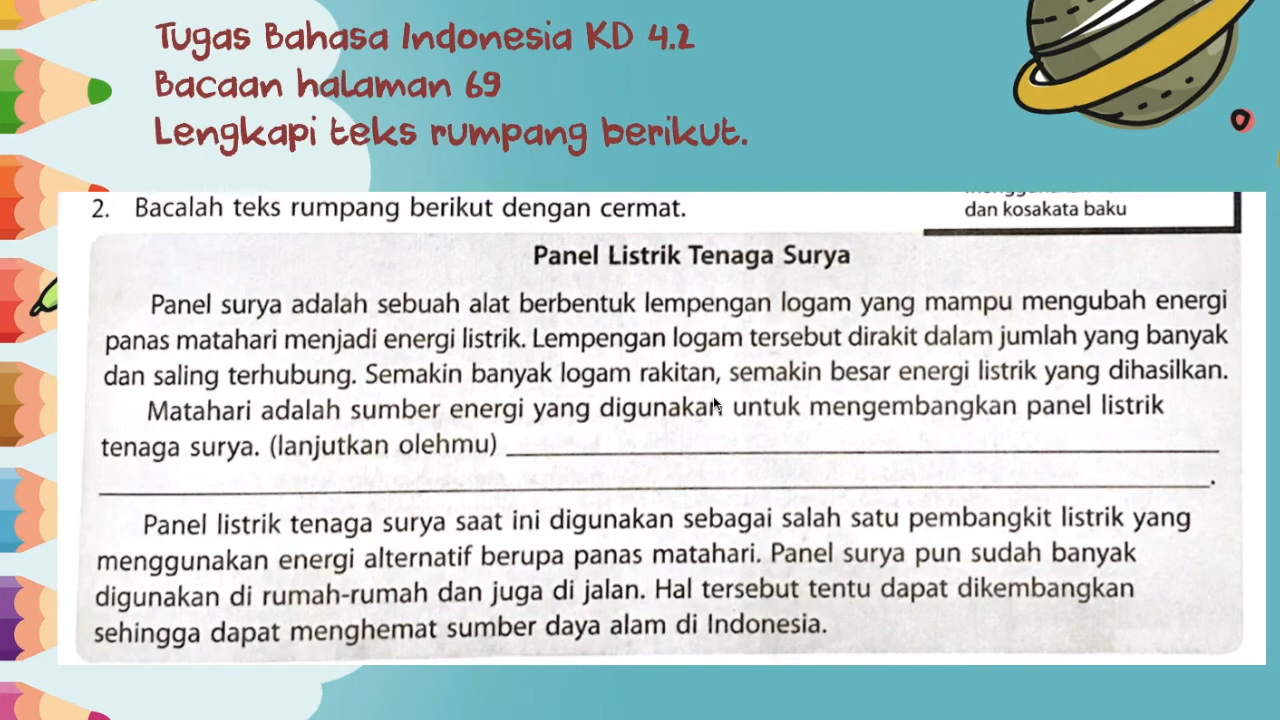 Tugas Bahasa Indonesia KD 4.2
Bacaan halaman 69
Lengkapi teks rumpang berikut.
2. Bacalah teks rumpang berikut dengan cermat.
dan kosakata baku
Panel Listrik Tenaga Surya
Panel surya adalah sebuah alat berbentuk lempengan logam yang mampu mengubah energi
panas matahari menjadi energi listrik. Lempengan logam tersebut dirakit dalam jumlah yang banyak
dan saling terhubung. Semakin banyak logam rakitan, semakin besar energi listrik yang dihasilkan.
Matahari adalah sumber energi yang digunakan untuk mengembangkan panel listrik
tenaga surya. (lanjutkan olehmu) ⁠_______________
_______________.
Panel listrik tenaga surya saat ini digunakan sebagai salah satu pembangkit listrik yang
menggunakan energi alternatif berupa panas matahari. Panel surya pun sudah banyak
digunakan di rumah-rumah dan juga di jalan. Hal tersebut tentu dapat dikembangkan
sehingga dapat menghemat sumber daya alam di Indonesia.